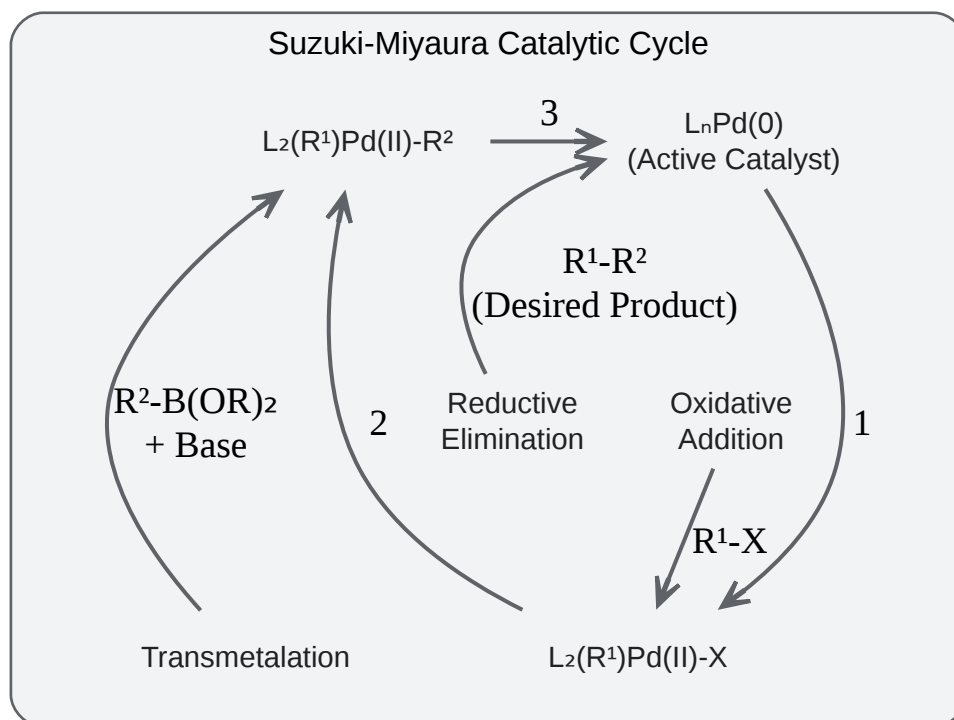 Suzuki-Miyaura Catalytic Cycle
L₂(R¹)Pd(II)-R²
3
LₙPd(0)
(Active Catalyst)
R¹-R²
(Desired Product)
R²-B(OR)₂
+ Base
2
Reductive
Elimination
Oxidative
Addition
1
R¹-X
Transmetalation
L₂(R¹)Pd(II)-X